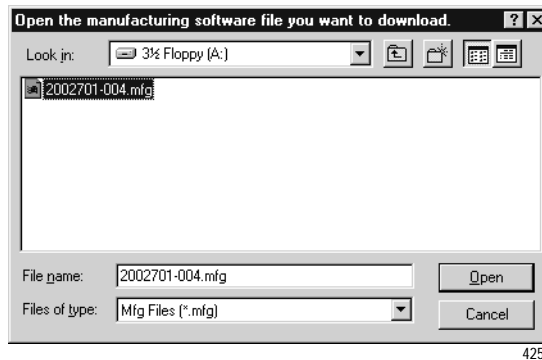 Open the manufacturing software file you want to download.
Look in: 3½ Floppy (A:)
2002701-004.mfg
File name: 2002701-004.mfg Open
Files of type: Mfg Files (*.mfg) Cancel
425